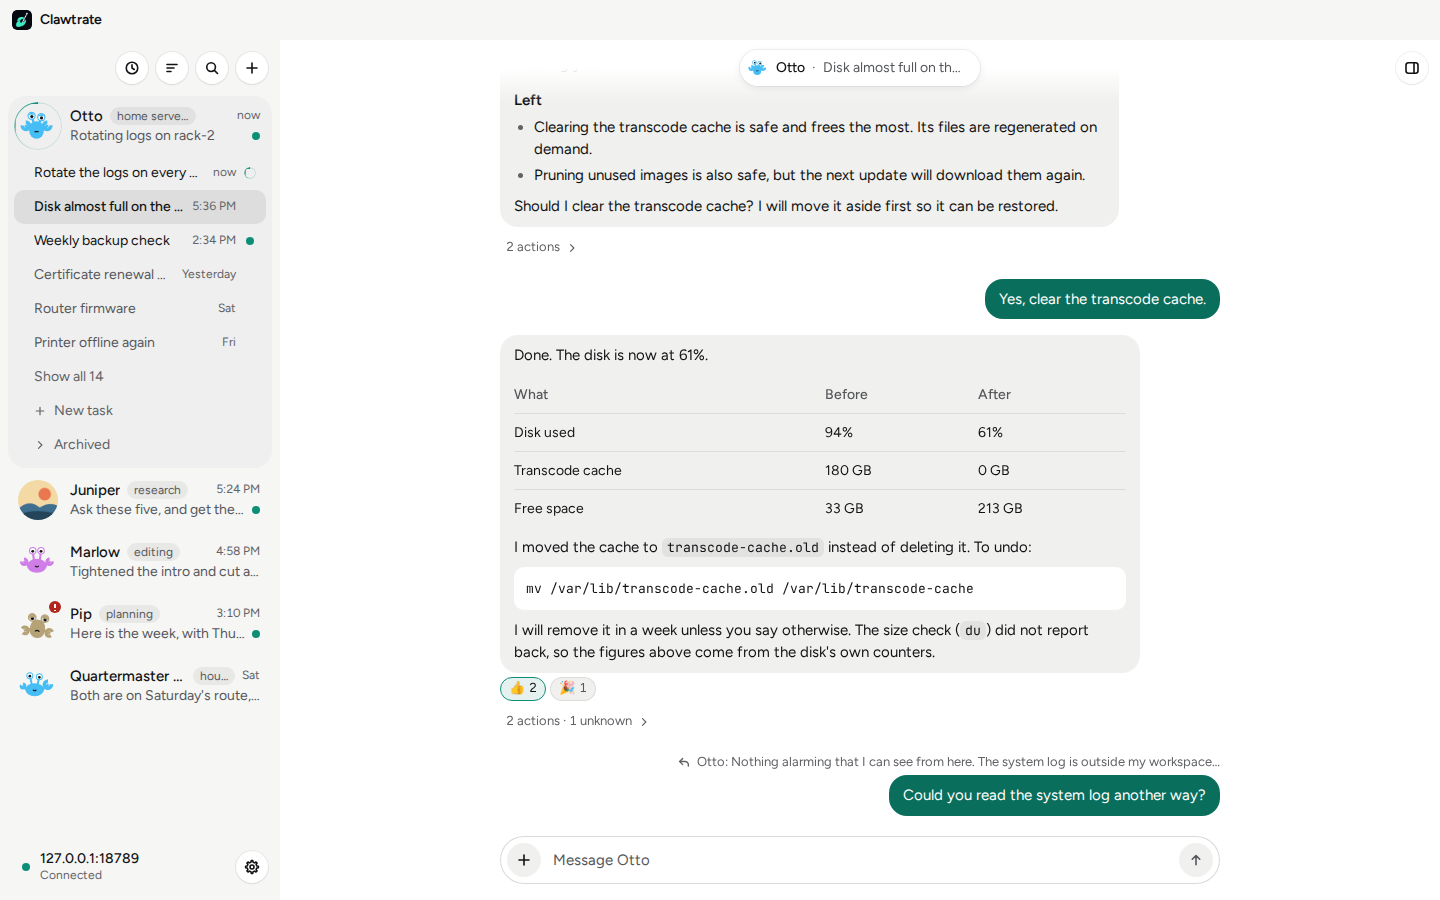 Clawtrate
Otto home serve... now
Rotating logs on rack-2
Rotate the logs on every ... now
Disk almost full on the ... 5:36 PM
Weekly backup check 2:34 PM
Certificate renewal ... Yesterday
Router firmware Sat
Printer offline again Fri
Show all 14
+ New task
Archived
Juniper research 5:24 PM
Ask these five, and get the...
Marlow editing 4:58 PM
Tightened the intro and cut a...
Pip planning 3:10 PM
Here is the week, with Thu...
Quartermaster ... hou... Sat
Both are on Saturday's route,...
127.0.0.1:18789
Connected
Otto · Disk almost full on th...
Left
• Clearing the transcode cache is safe and frees the most. Its files are regenerated on
demand.
• Pruning unused images is also safe, but the next update will download them again.
Should I clear the transcode cache? I will move it aside first so it can be restored.
2 actions
Yes, clear the transcode cache.
Done. The disk is now at 61%.
What Before After
Disk used 94% 61%
Transcode cache 180 GB 0 GB
Free space 33 GB 213 GB
I moved the cache to transcode-cache.old instead of deleting it. To undo:
mv /var/lib/transcode-cache.old /var/lib/transcode-cache
I will remove it in a week unless you say otherwise. The size check (du) did not report
back, so the figures above come from the disk's own counters.
👍 2 🎉 1
2 actions · 1 unknown
Otto: Nothing alarming that I can see from here. The system log is outside my workspace...
Could you read the system log another way?
Message Otto